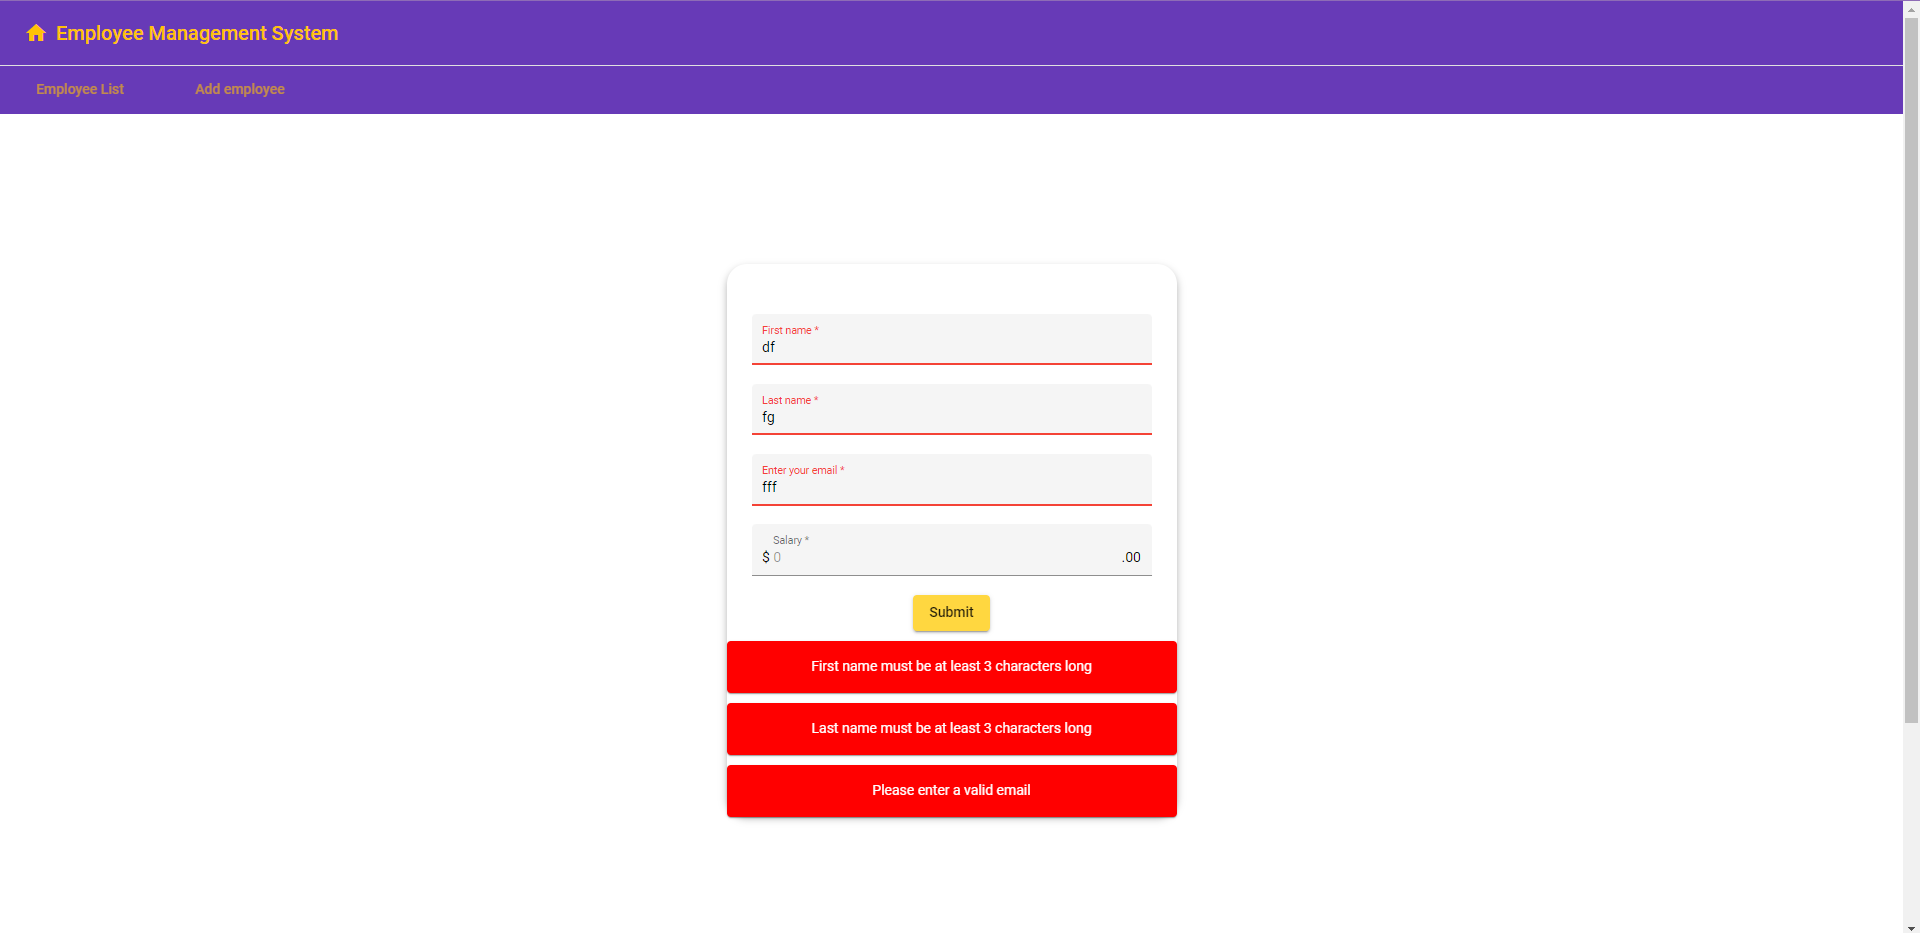 Employee Management System
Employee List Add employee
First name *
df
Last name *
fg
Enter your email *
fff
Salary *
$ 0 .00
Submit
First name must be at least 3 characters long
Last name must be at least 3 characters long
Please enter a valid email